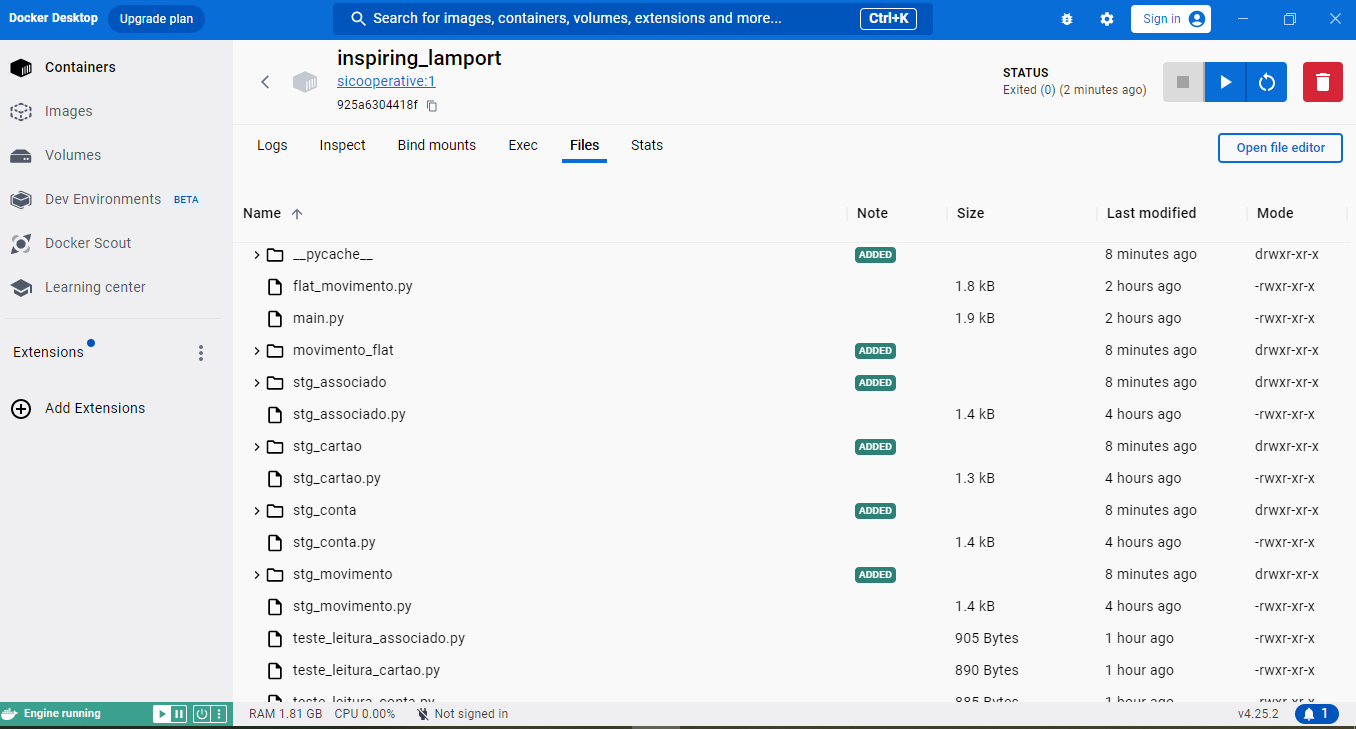 Docker Desktop Upgrade plan Search for images, containers, volumes, extensions and more... Ctrl+K Sign in
Containers
Images
Volumes
Dev Environments BETA
Docker Scout
Learning center
Extensions
Add Extensions
inspiring_lamport
sicooperative:1
925a6304418f
STATUS
Exited (0) (2 minutes ago)
Logs Inspect Bind mounts Exec Files Stats Open file editor
Name Note Size Last modified Mode
__pycache__ ADDED 8 minutes ago drwxr-xr-x
flat_movimento.py 1.8 kB 2 hours ago -rwxr-xr-x
main.py 1.9 kB 2 hours ago -rwxr-xr-x
movimento_flat ADDED 8 minutes ago drwxr-xr-x
stg_associado ADDED 8 minutes ago drwxr-xr-x
stg_associado.py 1.4 kB 4 hours ago -rwxr-xr-x
stg_cartao ADDED 8 minutes ago drwxr-xr-x
stg_cartao.py 1.3 kB 4 hours ago -rwxr-xr-x
stg_conta ADDED 8 minutes ago drwxr-xr-x
stg_conta.py 1.4 kB 4 hours ago -rwxr-xr-x
stg_movimento ADDED 8 minutes ago drwxr-xr-x
stg_movimento.py 1.4 kB 4 hours ago -rwxr-xr-x
teste_leitura_associado.py 905 Bytes 1 hour ago -rwxr-xr-x
teste_leitura_cartao.py 890 Bytes 1 hour ago -rwxr-xr-x
teste_leitura_conta.py 885 Bytes 1 hour ago -rwxr-xr-x
Engine running RAM 1.81 GB CPU 0.00% Not signed in v4.25.2 1